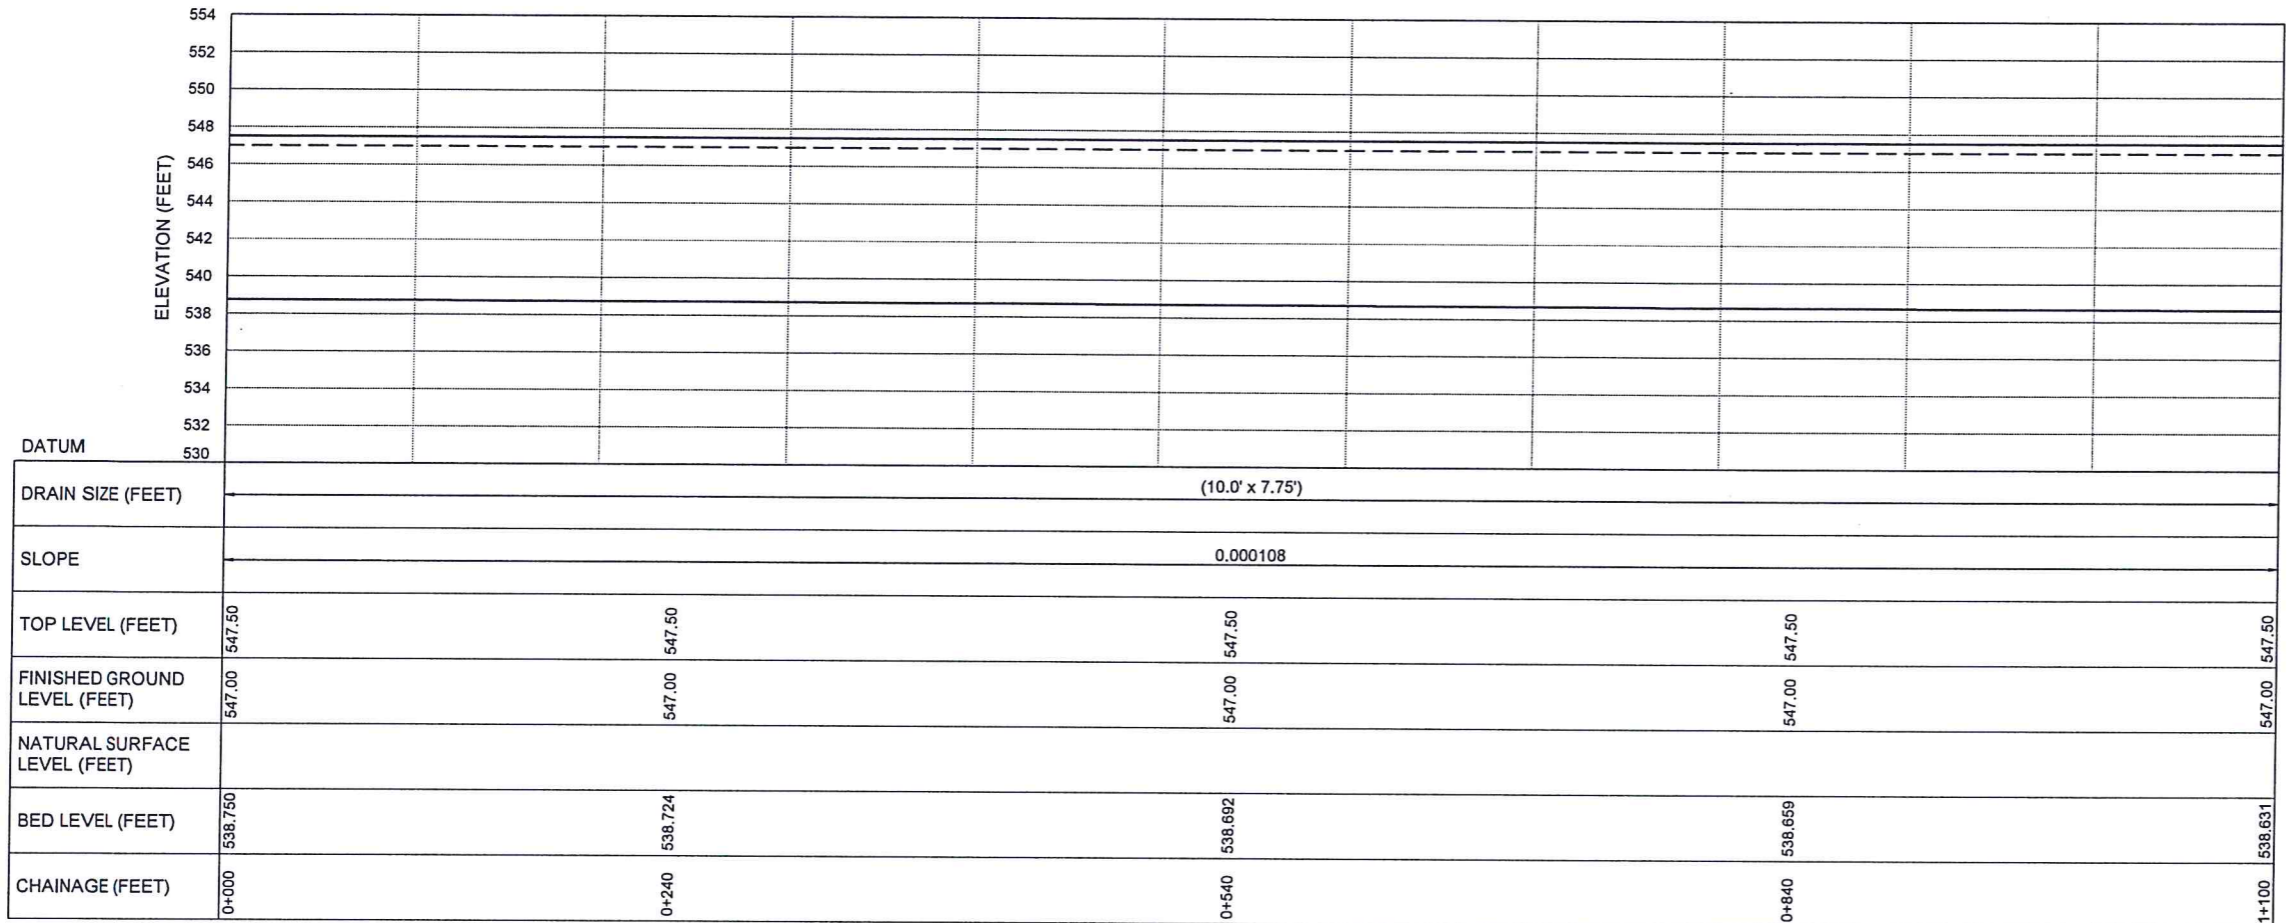 554
552
550
548
546
544
542
540
538
536
534
532
530
ELEVATION (FEET)
DATUM
DRAIN SIZE (FEET)
(10.0' x 7.75')
SLOPE
0.000108
TOP LEVEL (FEET)
547.50 547.50 547.50 547.50 547.50
FINISHED GROUND
LEVEL (FEET)
547.00 547.00 547.00 547.00 547.00
NATURAL SURFACE
LEVEL (FEET)
BED LEVEL (FEET)
538.750 538.724 538.692 538.659 538.631
CHAINAGE (FEET)
0+000 0+240 0+540 0+840 1+100